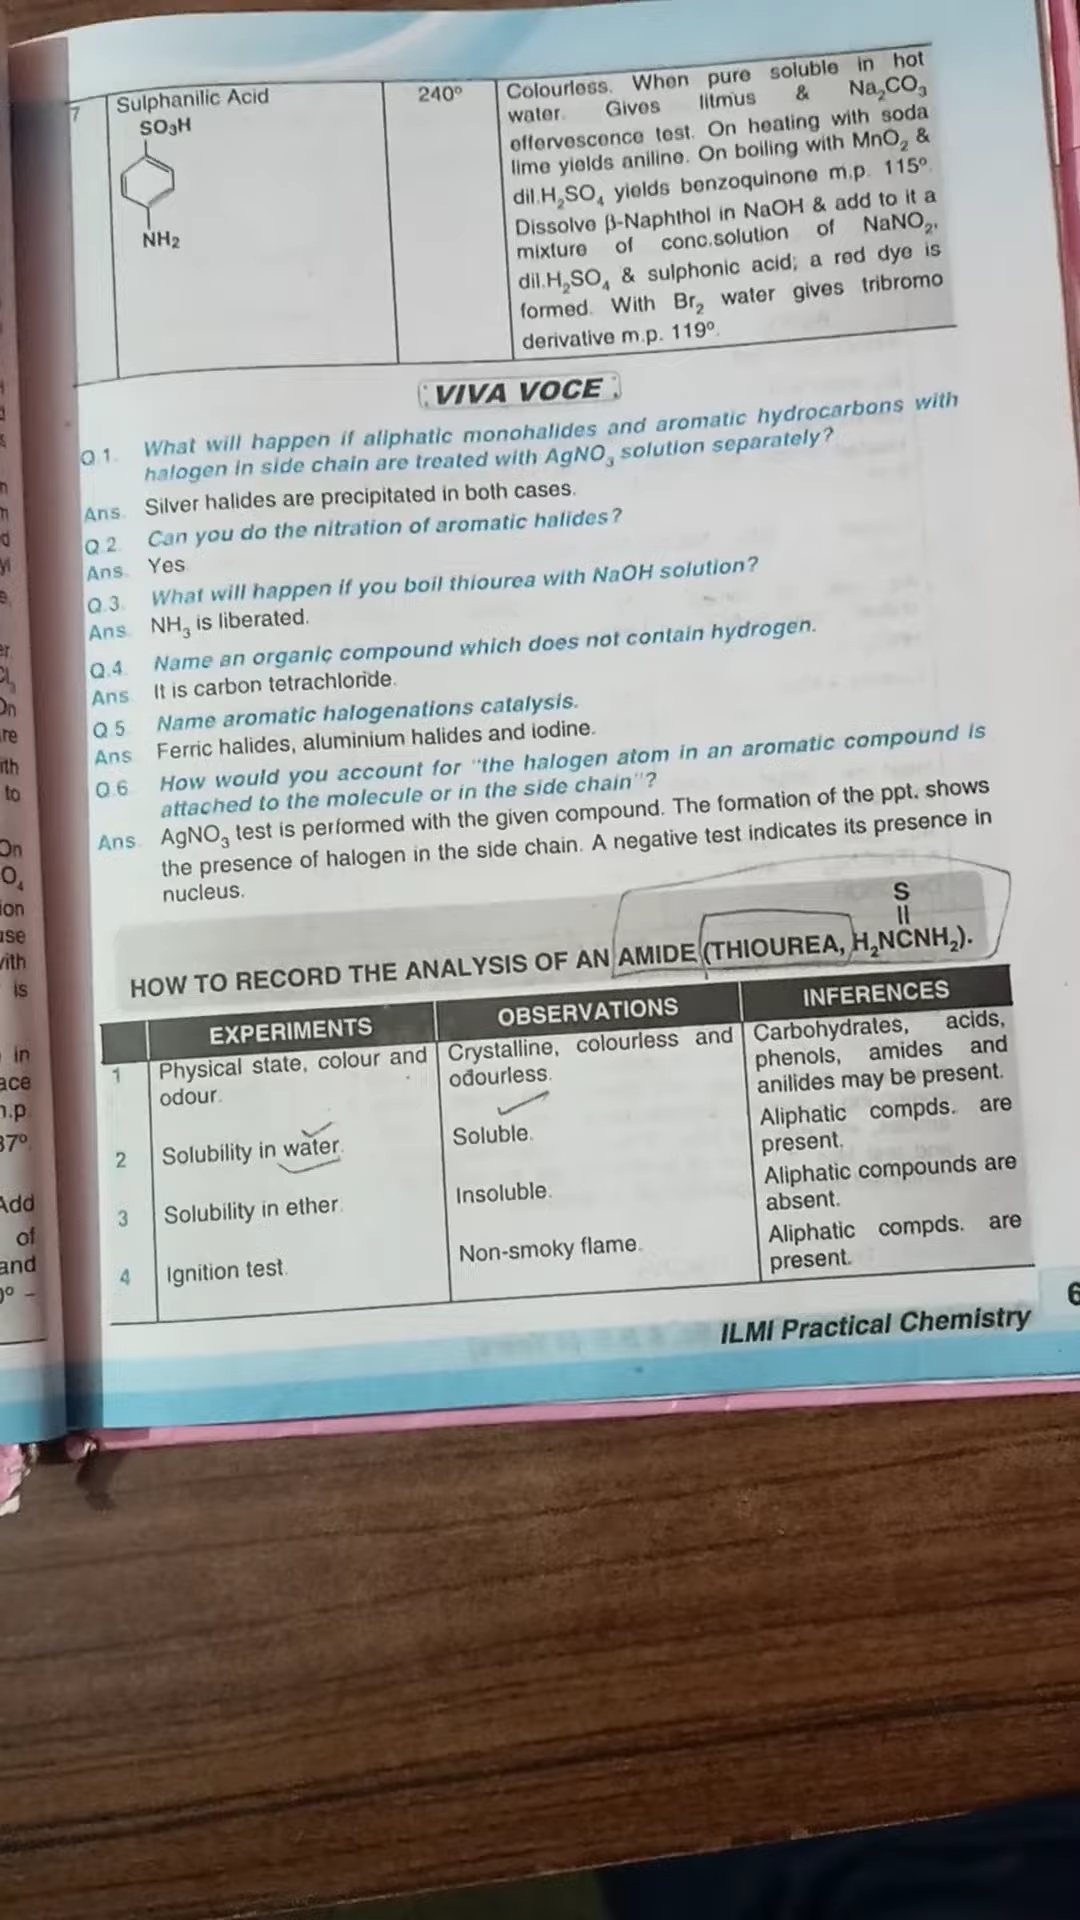 7 Sulphanilic Acid
SO₃H
NH₂
240°
Colourless. When pure soluble in hot
water. Gives litmus & Na₂CO₃
effervescence test. On heating with soda
lime yields aniline. On boiling with MnO₂ &
dil.H₂SO₄ yields benzoquinone m.p. 115°.
Dissolve β-Naphthol in NaOH & add to it a
mixture of conc.solution of NaNO₂,
dil.H₂SO₄ & sulphonic acid; a red dye is
formed. With Br₂ water gives tribromo
derivative m.p. 119°.
VIVA VOCE
Q.1. What will happen if aliphatic monohalides and aromatic hydrocarbons with
halogen in side chain are treated with AgNO₃ solution separately?
Ans. Silver halides are precipitated in both cases.
Q.2. Can you do the nitration of aromatic halides?
Ans. Yes
Q.3. What will happen if you boil thiourea with NaOH solution?
Ans. NH₃ is liberated.
Q.4. Name an organic compound which does not contain hydrogen.
Ans. It is carbon tetrachloride.
Q.5 Name aromatic halogenations catalysis.
Ans Ferric halides, aluminium halides and iodine.
Q.6 How would you account for "the halogen atom in an aromatic compound is
attached to the molecule or in the side chain"?
Ans. AgNO₃ test is performed with the given compound. The formation of the ppt. shows
the presence of halogen in the side chain. A negative test indicates its presence in
nucleus.
S
||
HOW TO RECORD THE ANALYSIS OF AN AMIDE (THIOUREA, H₂NCNH₂).
EXPERIMENTS OBSERVATIONS INFERENCES
1 Physical state, colour and
odour.
Crystalline, colourless and
odourless.
Carbohydrates, acids,
phenols, amides and
anilides may be present.
2 Solubility in water.
Soluble.
Aliphatic compds. are
present.
3 Solubility in ether.
Insoluble.
Aliphatic compounds are
absent.
4 Ignition test.
Non-smoky flame.
Aliphatic compds. are
present.
ILMI Practical Chemistry
6